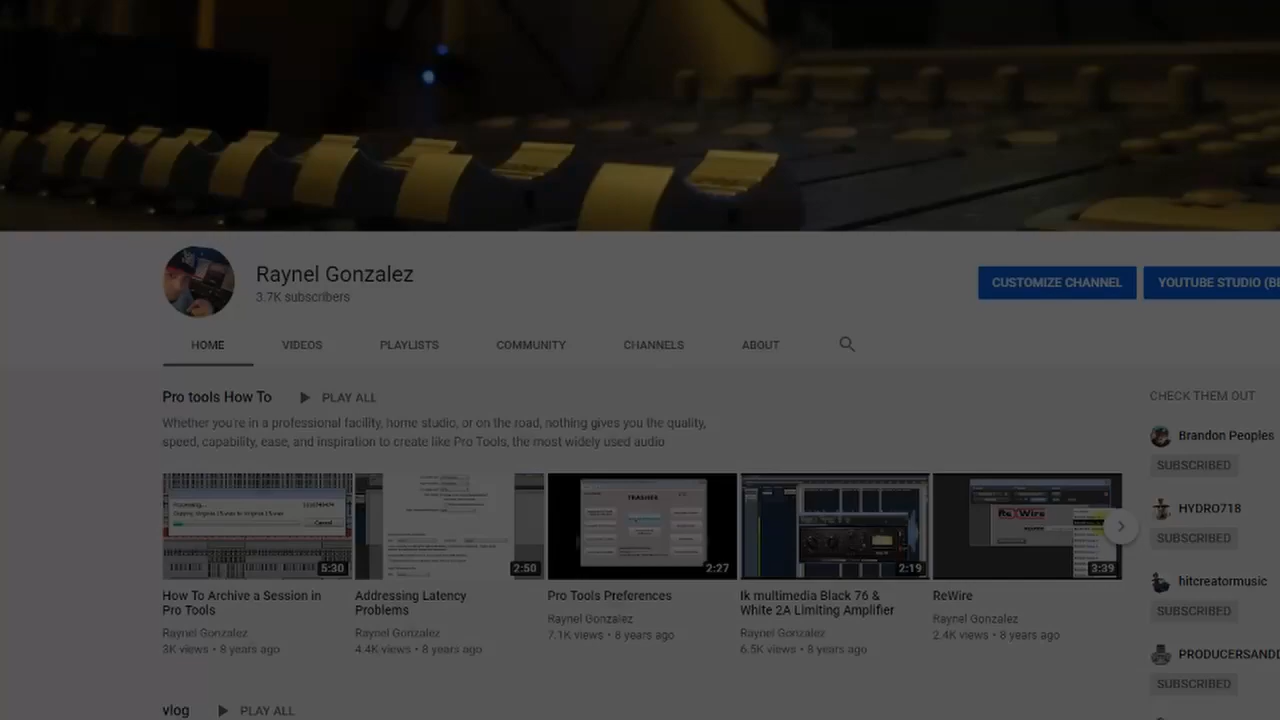 Raynel Gonzalez
3.7K subscribers
CUSTOMIZE CHANNEL
YOUTUBE STUDIO (BE
HOME
VIDEOS
PLAYLISTS
COMMUNITY
CHANNELS
ABOUT
Pro tools How To
PLAY ALL
Whether you're in a professional facility, home studio, or on the road, nothing gives you the quality,
speed, capability, ease, and inspiration to create like Pro Tools, the most widely used audio
5:30
2:50
TRASHER
2:27
2:19
ReWire
3:39
How To Archive a Session in
Pro Tools
Raynel Gonzalez
3K views • 8 years ago
Addressing Latency
Problems
Raynel Gonzalez
4.4K views • 8 years ago
Pro Tools Preferences
Raynel Gonzalez
7.1K views • 8 years ago
Ik multimedia Black 76 &
White 2A Limiting Amplifier
Raynel Gonzalez
6.5K views • 8 years ago
ReWire
Raynel Gonzalez
2.4K views • 8 years ago
CHECK THEM OUT
Brandon Peoples
SUBSCRIBED
HYDRO718
SUBSCRIBED
hitcreatormusic
SUBSCRIBED
PRODUCERSANDD
SUBSCRIBED
vlog
PLAY ALL